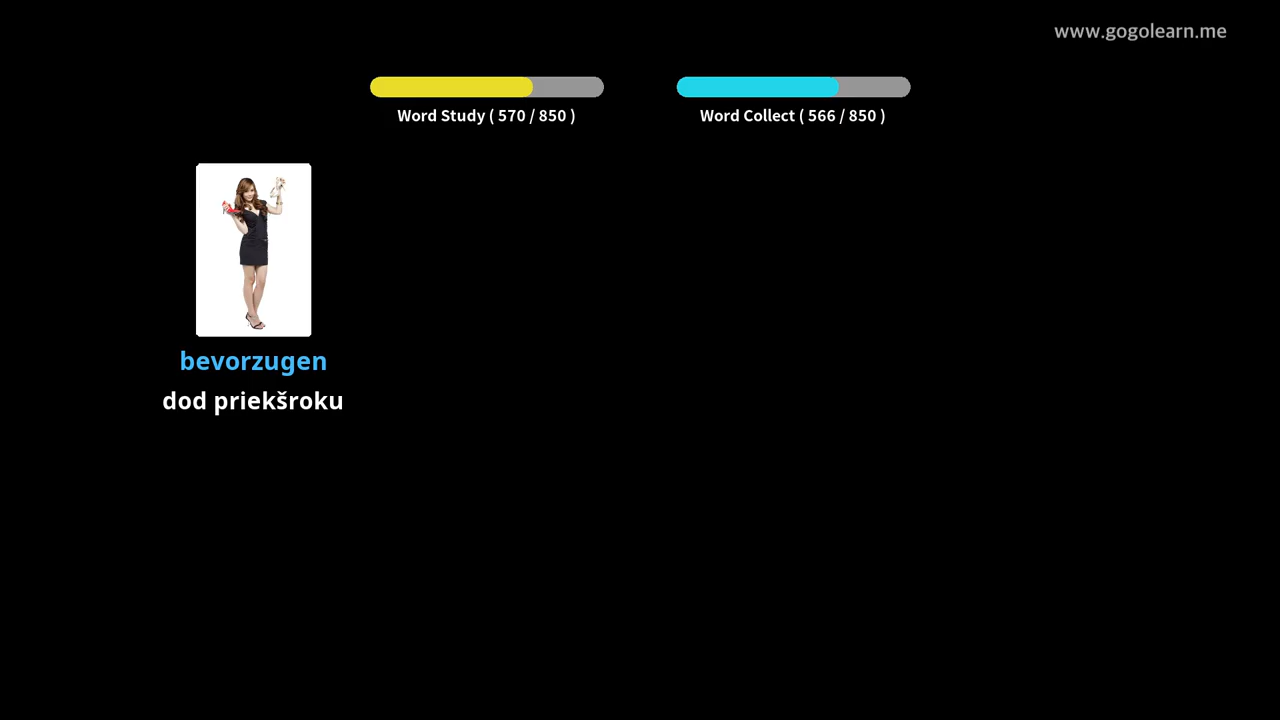 www.gogolearn.me
Word Study ( 570 / 850 )
Word Collect ( 566 / 850 )
bevorzugen
dod priekšroku